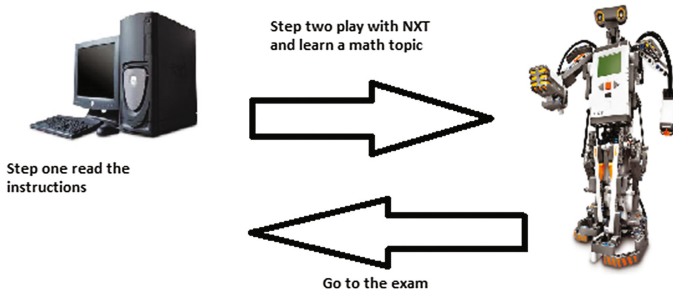 Step two play with NXT
and learn a math topic
Step one read the
instructions
Go to the exam